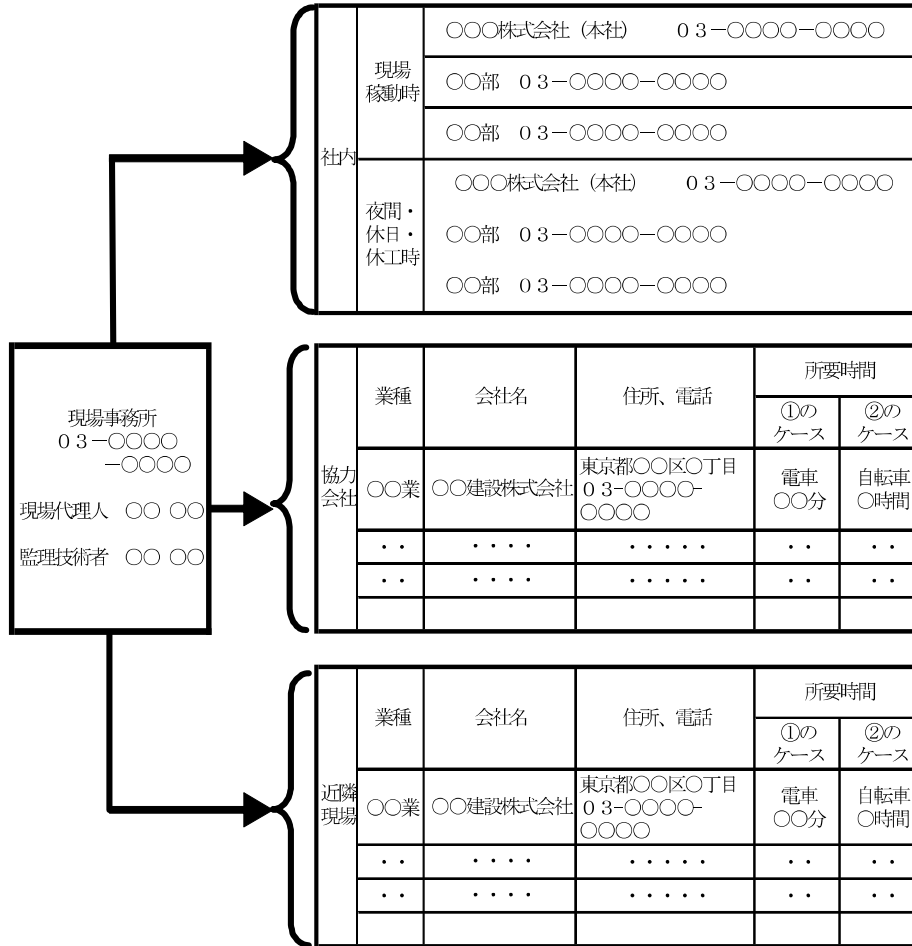 ○○○株式会社（本社）　０３－○○○○－○○○○
現場
稼動時
○○部　０３－○○○○－○○○○
○○部　０３－○○○○－○○○○
社内
○○○株式会社（本社）　０３－○○○○－○○○○
夜間・
休日・
休工時
○○部　０３－○○○○－○○○○
○○部　０３－○○○○－○○○○
現場事務所
０３－○○○○
－○○○○
現場代理人　○○ ○○
監理技術者　○○ ○○
協力
会社
業種
会社名
住所、電話
所要時間
①の
ケース
②の
ケース
○○業
○○建設株式会社
東京都○○区○丁目
０３-○○○○-
○○○○
電車
○○分
自転車
○時間
・・
・・・・
・・・・・
・・
・・
・・
・・・・
・・・・・
・・
・・
近隣
現場
業種
会社名
住所、電話
所要時間
①の
ケース
②の
ケース
○○業
○○建設株式会社
東京都○○区○丁目
０３-○○○○-
○○○○
電車
○○分
自転車
○時間
・・
・・・・
・・・・・
・・
・・
・・
・・・・
・・・・・
・・
・・